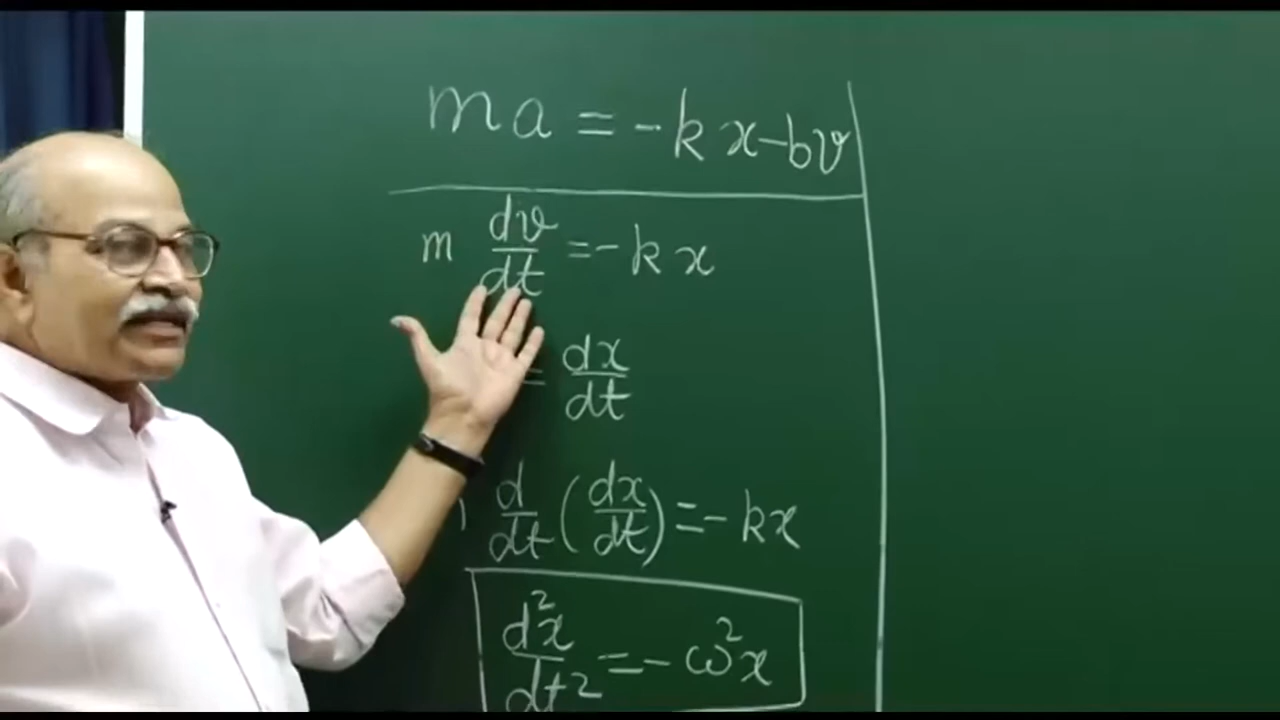 ma = -kx-bv
m dv/dt = -kx
= dx/dt
d/dt (dx/dt) = -kx
d²x/dt² = -ω²x